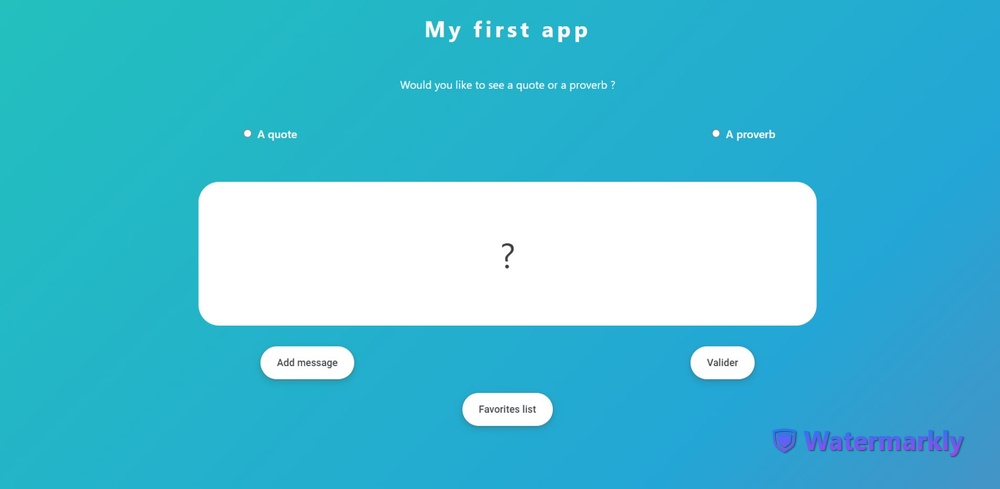 My first app
Would you like to see a quote or a proverb ?
A quote
A proverb
?
Add message
Valider
Favorites list
Watermarkly